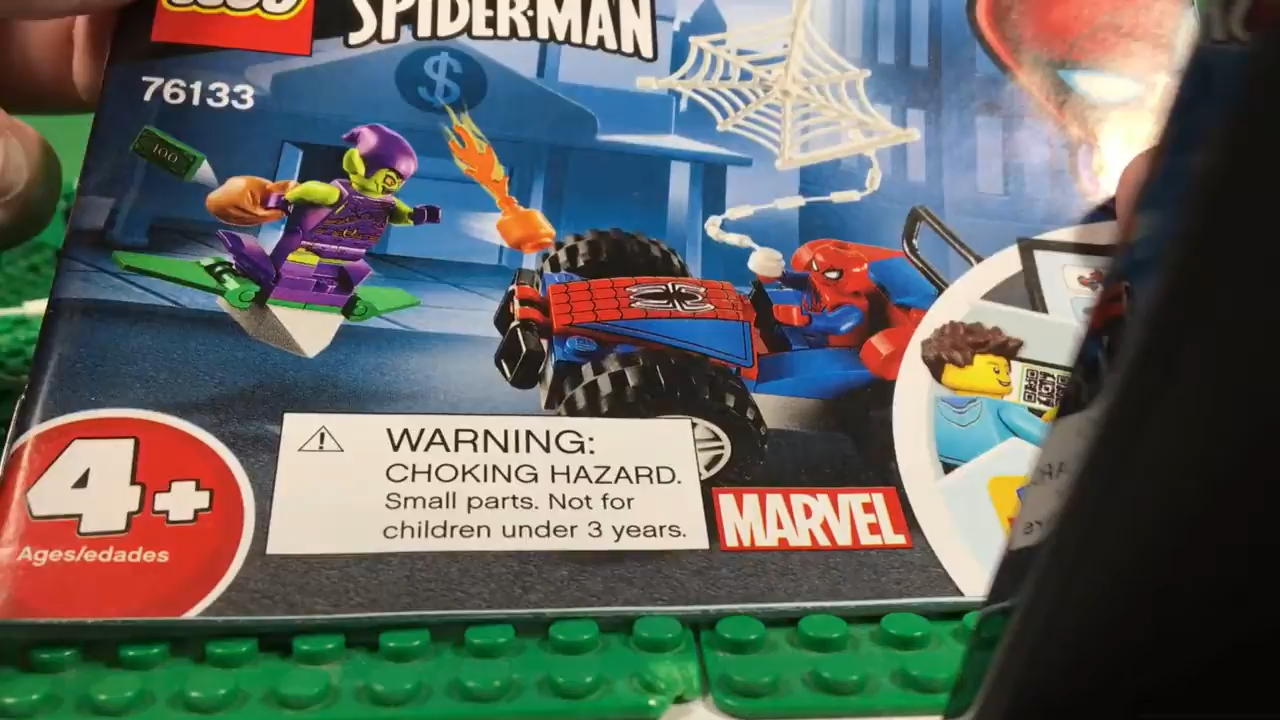 LEGO
SPIDER-MAN
76133
$
100
4+
Ages/edades
WARNING:
CHOKING HAZARD.
Small parts. Not for
children under 3 years.
MARVEL